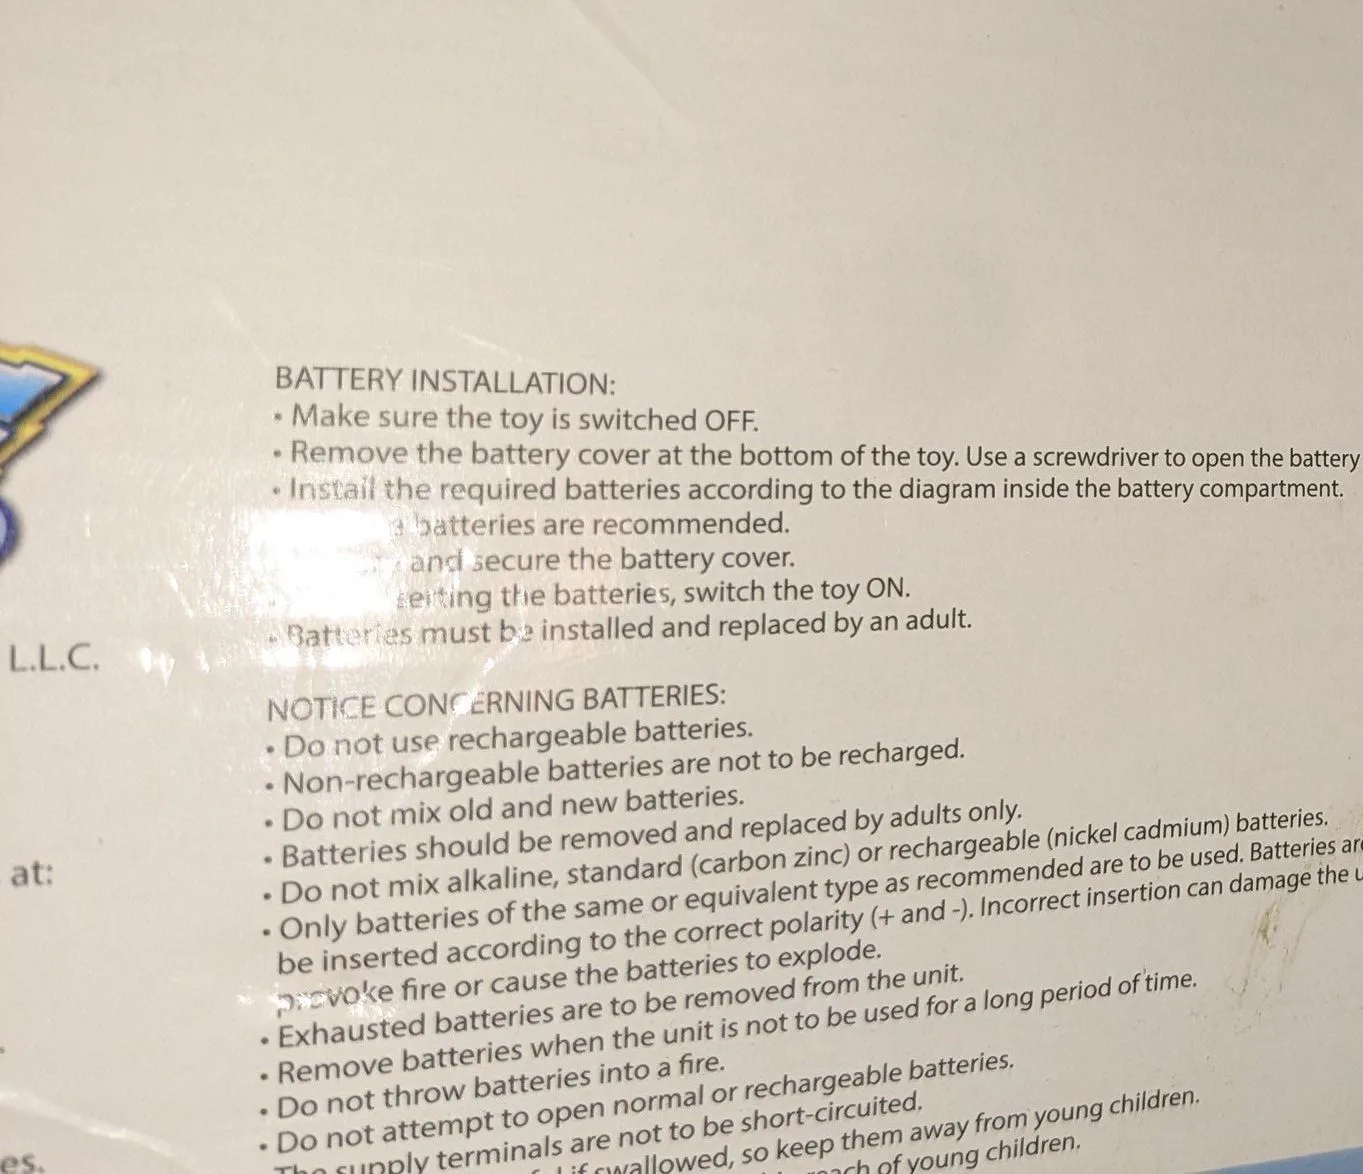 BATTERY INSTALLATION:
• Make sure the toy is switched OFF.
• Remove the battery cover at the bottom of the toy. Use a screwdriver to open the battery
• Install the required batteries according to the diagram inside the battery compartment.
batteries are recommended.
and secure the battery cover.
the batteries, switch the toy ON.
• Batteries must be installed and replaced by an adult.
L.L.C.
NOTICE CONCERNING BATTERIES:
• Do not use rechargeable batteries.
• Non-rechargeable batteries are not to be recharged.
• Do not mix old and new batteries.
• Batteries should be removed and replaced by adults only.
• Do not mix alkaline, standard (carbon zinc) or rechargeable (nickel cadmium) batteries.
• Only batteries of the same or equivalent type as recommended are to be used. Batteries are
be inserted according to the correct polarity (+ and -). Incorrect insertion can damage the
provoke fire or cause the batteries to explode.
• Exhausted batteries are to be removed from the unit.
• Remove batteries when the unit is not to be used for a long period of time.
• Do not throw batteries into a fire.
• Do not attempt to open normal or rechargeable batteries.
The supply terminals are not to be short-circuited.
if swallowed, so keep them away from young children.
of young children.
at:
es.